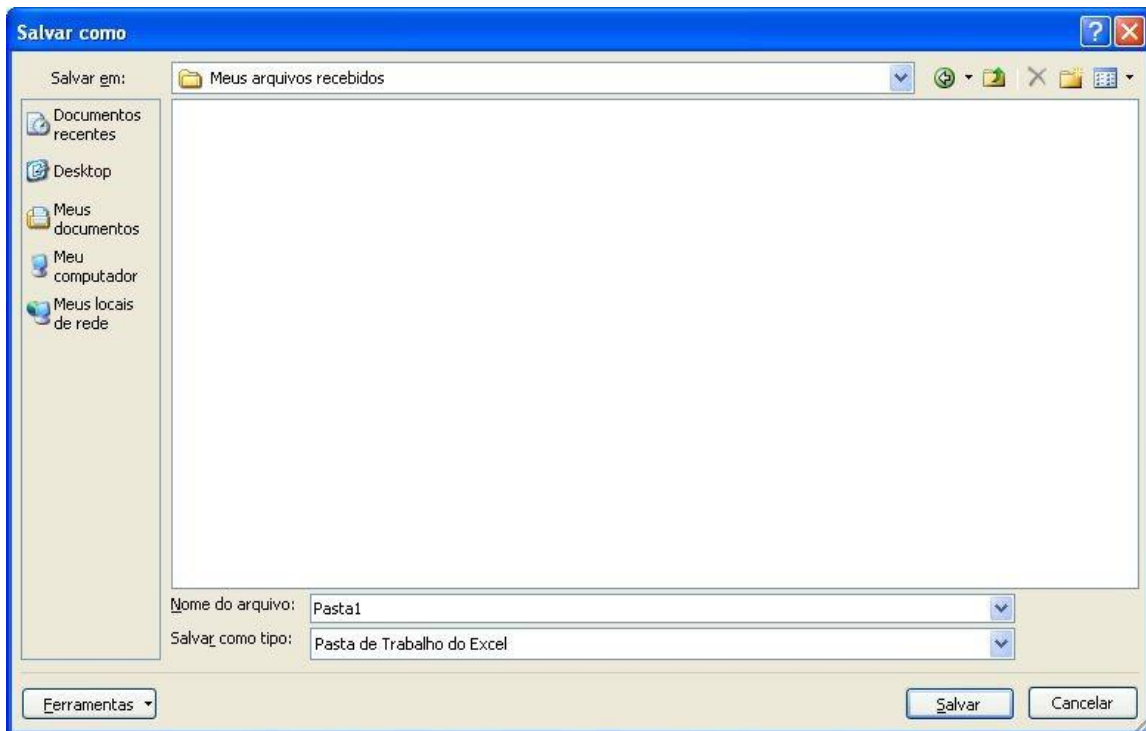 Salvar como
Salvar em:
Meus arquivos recebidos
Documentos
recentes
Desktop
Meus
documentos
Meu
computador
Meus locais
de rede
Nome do arquivo:
Pasta1
Salvar como tipo:
Pasta de Trabalho do Excel
Ferramentas
Salvar
Cancelar